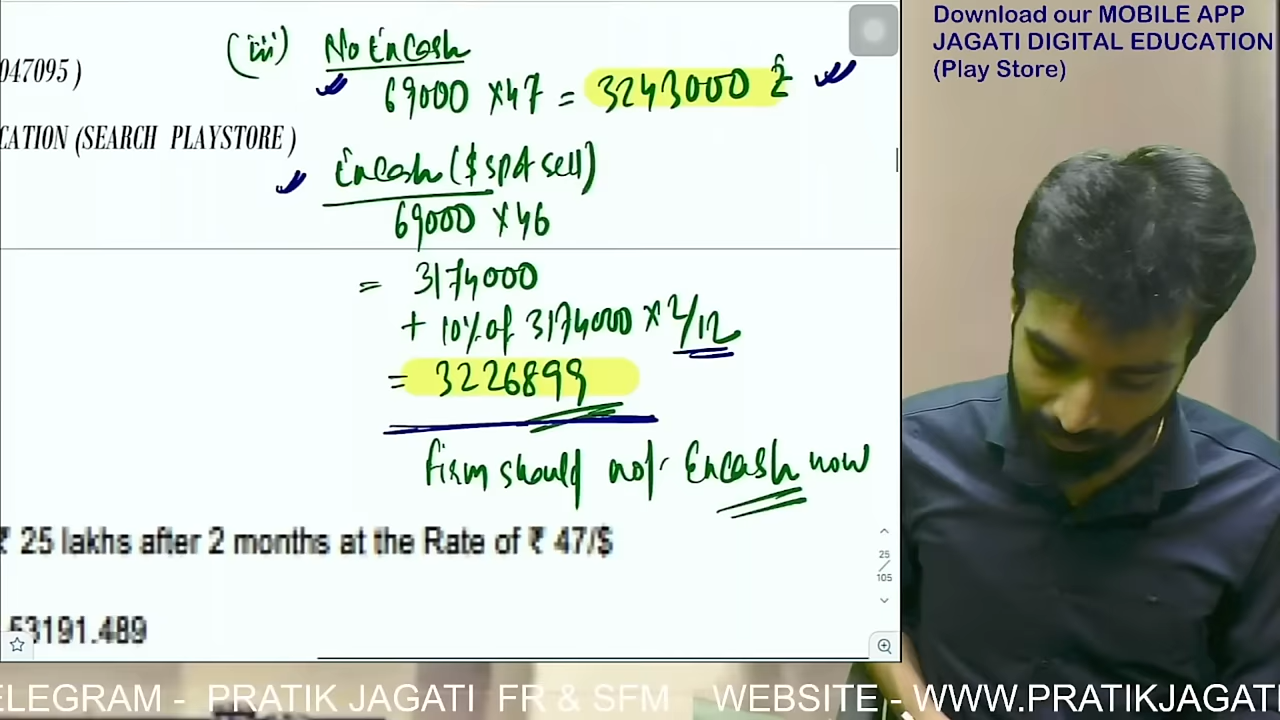 Download our MOBILE APP
JAGATI DIGITAL EDUCATION
(Play Store)
047095 )
CATION (SEARCH PLAYSTORE )
(iii) No Encash
69000 × 47 = 3243000
Encash ($ spot sell)
69000 × 46
= 3174000
+ 10% of 3174000 × 2/12
= 3226899
firm should not Encash now
₹ 25 lakhs after 2 months at the Rate of ₹ 47/$
53191.489
25
/
105
ELEGRAM - PRATIK JAGATI FR & SFM WEBSITE - WWW.PRATIKJAGATI